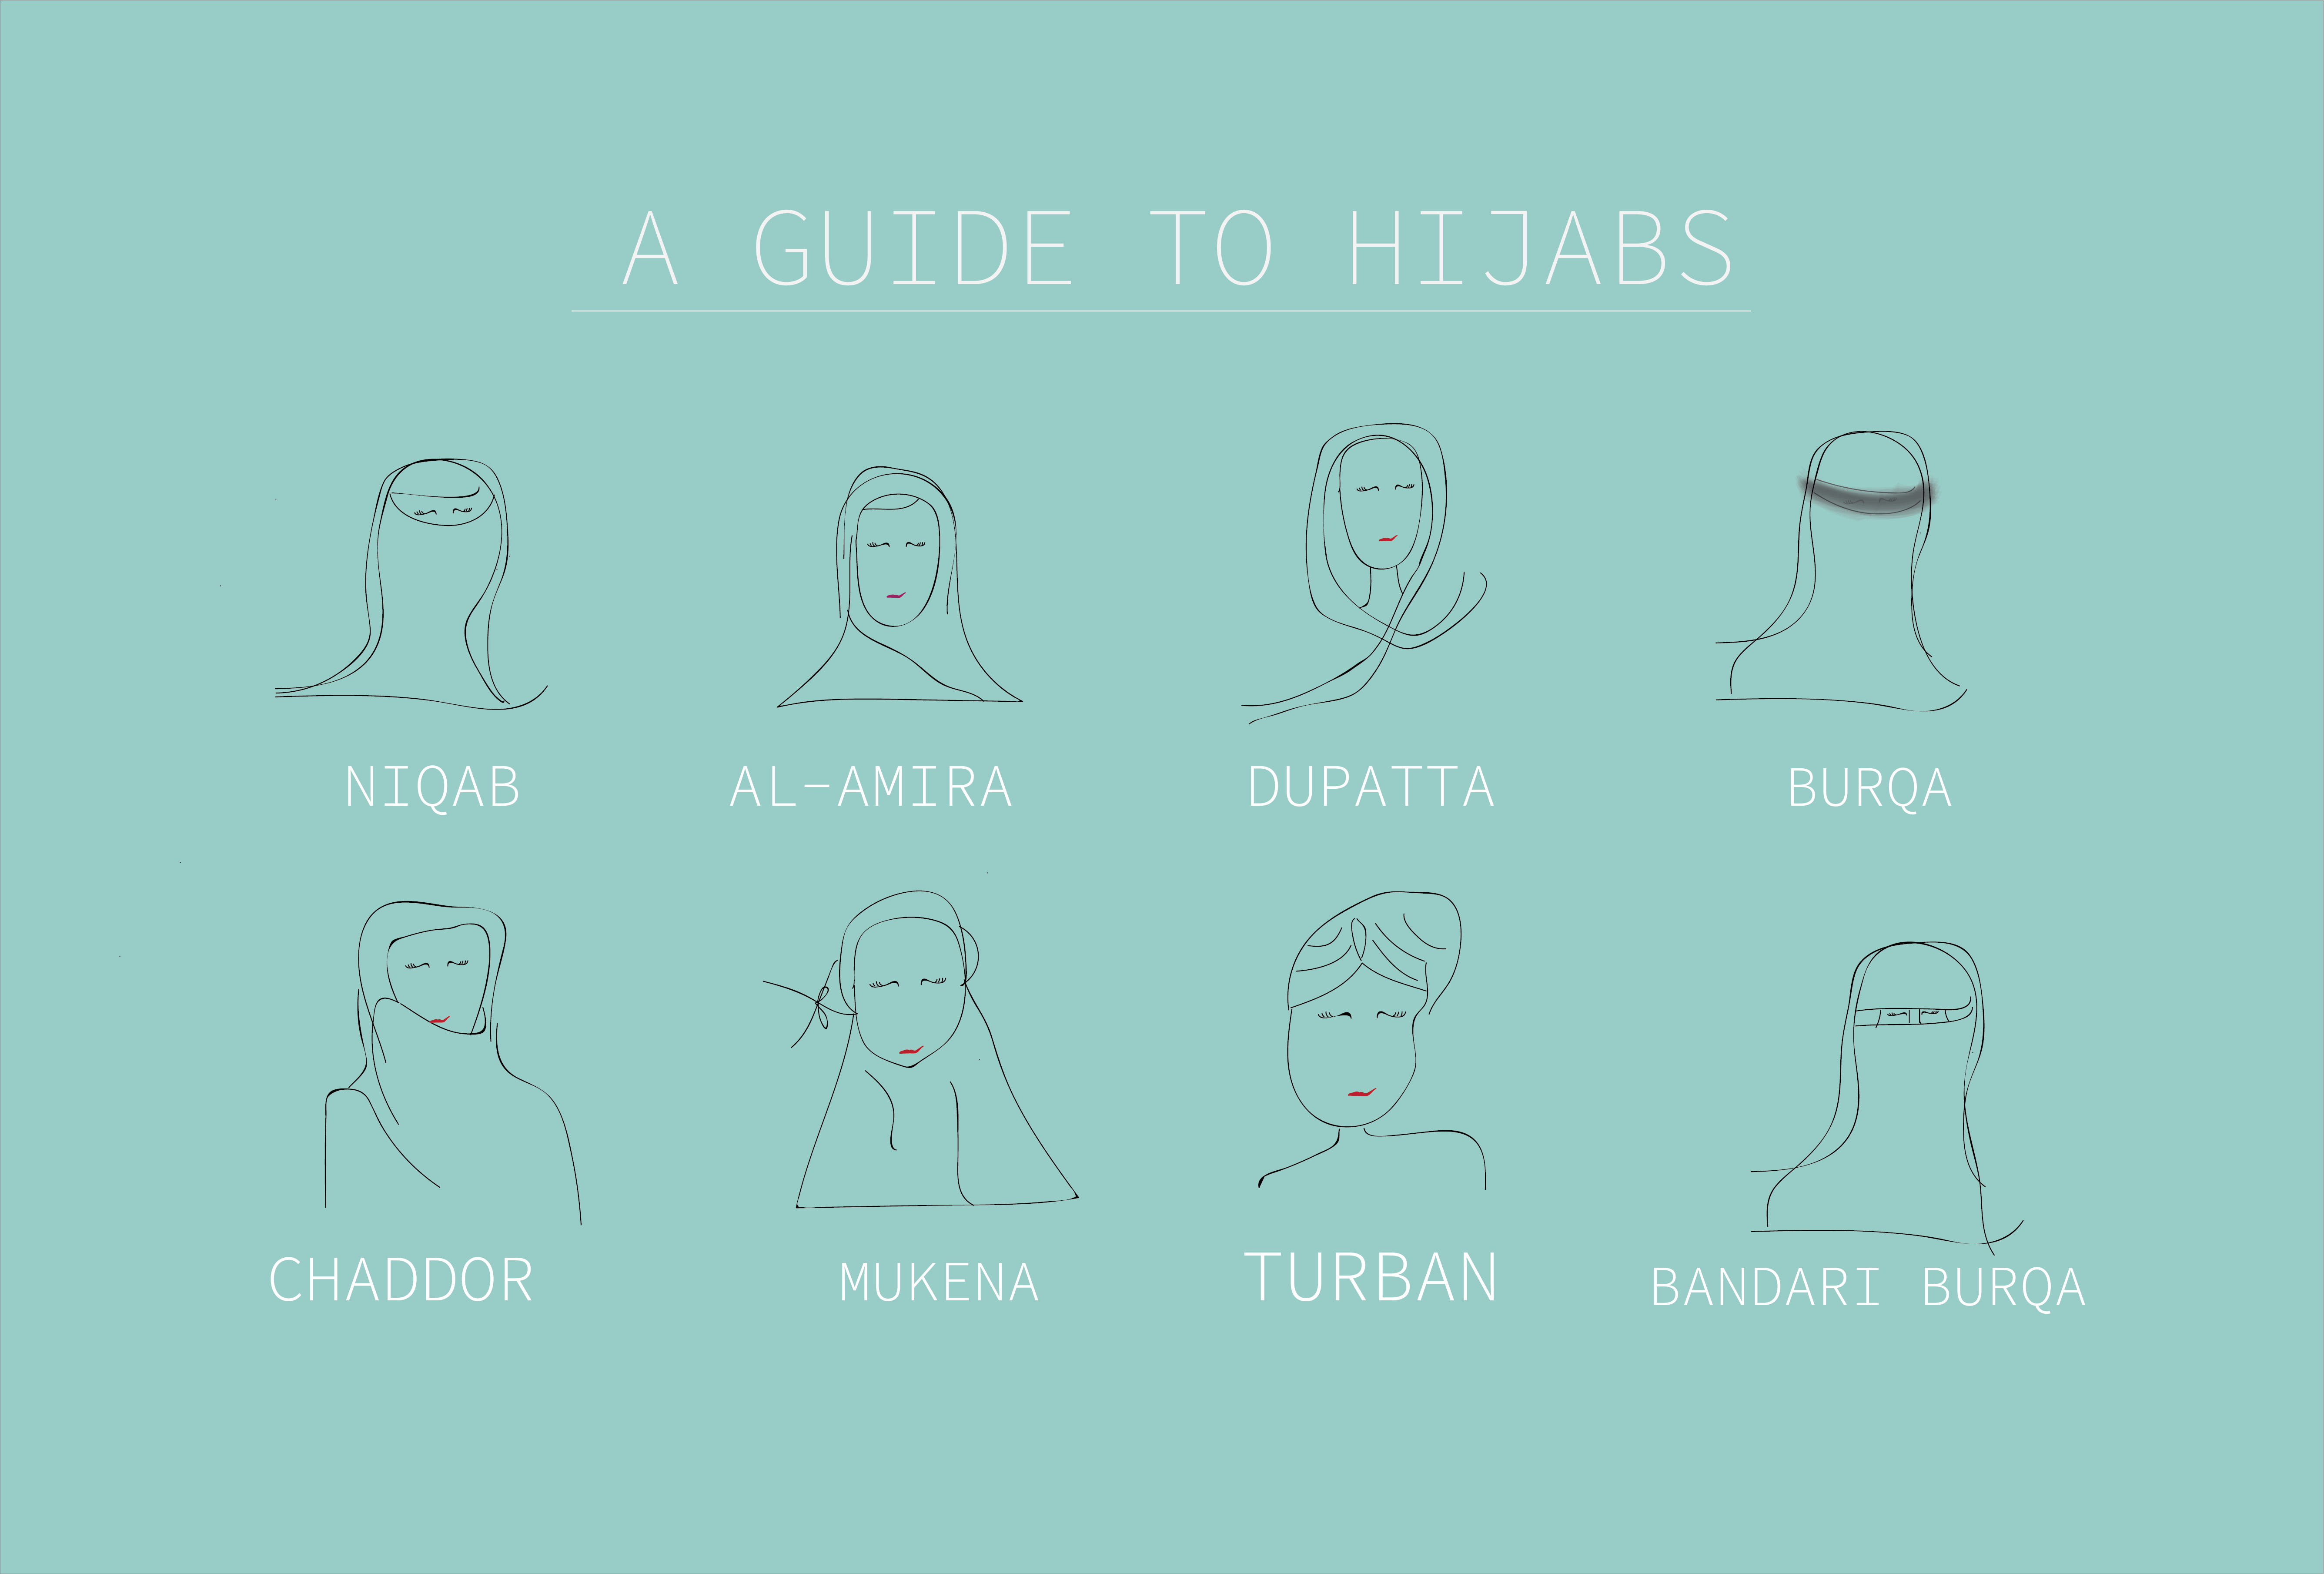 A GUIDE TO HIJABS
NIQAB
AL-AMIRA
DUPATTA
BURQA
CHADDOR
MUKENA
TURBAN
BANDARI BURQA